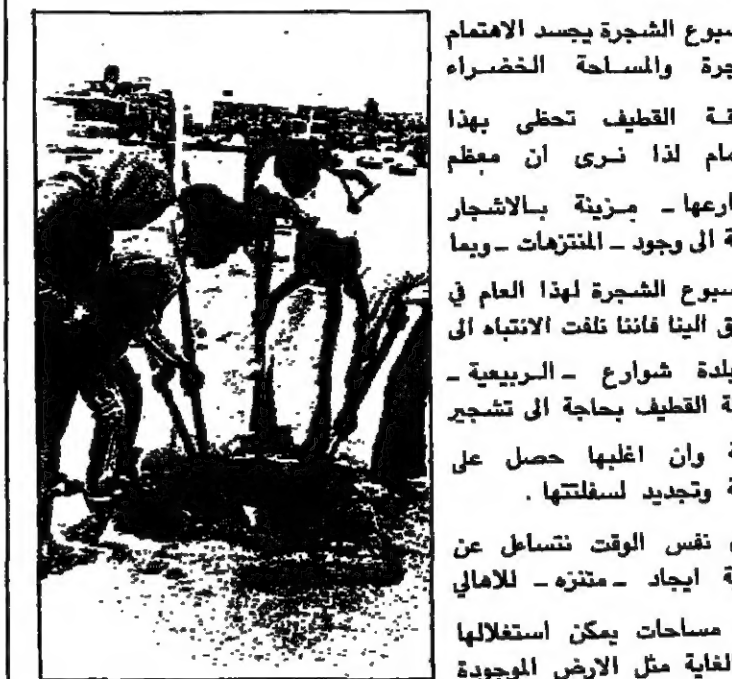 سبوع الشجرة يجسد الاهتمام
جرة والمساحة الخضراء
قة القطيف تحظى بهذا
مام لذا نرى ان معظم
ارعها ـ مزينة بالاشجار
ة الى وجود ـ المنتزهات ـ وبما
سبوع الشجرة لهذا العام في
ق الينا فاننا نلفت الانتباه الى
بلدة شوارع ـ الربيعية ـ
ة القطيف بحاجة الى تشجير
ة وان اغلبها حصل على
ة وتجديد لسفلتتها .
نفس الوقت نتساءل عن
ة ايجاد ـ متنزه ـ للاهالي
مساحات يمكن استغلالها
لغاية مثل الارض الموجودة